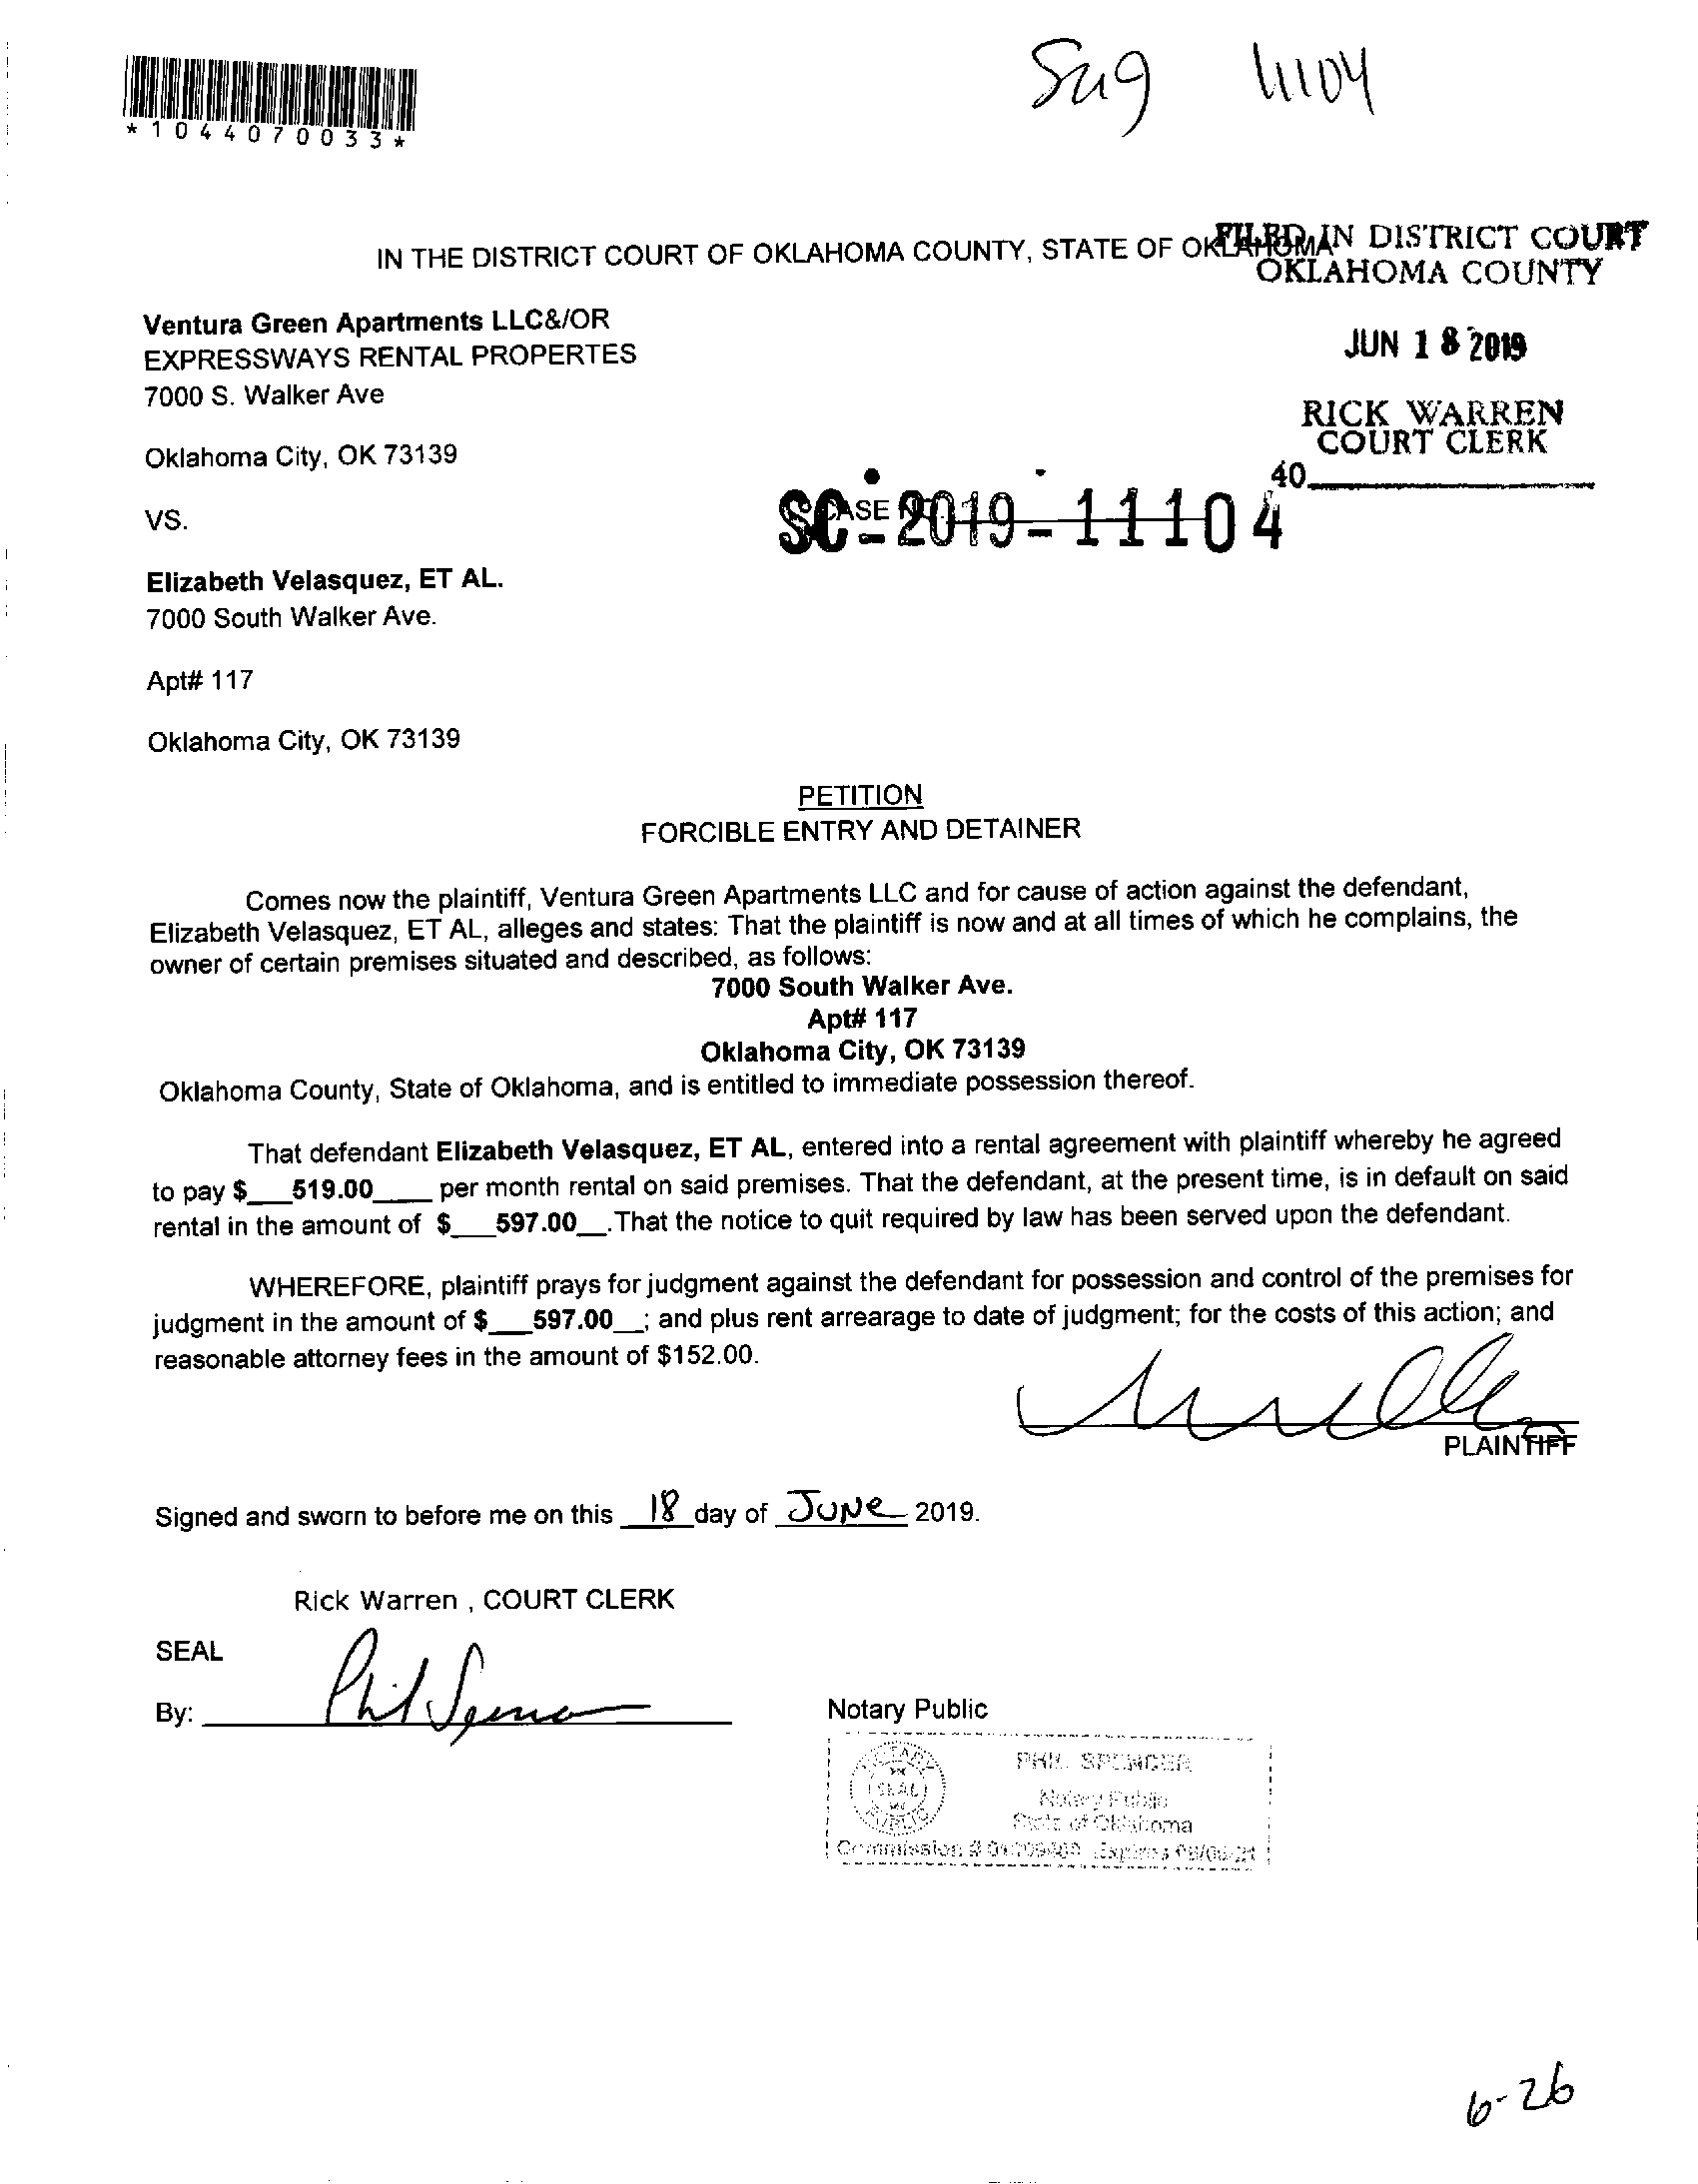 *1044070033*
11104
IN THE DISTRICT COURT OF OKLAHOMA COUNTY, STATE OF OKLAHOMA
FILED IN DISTRICT COURT
OKLAHOMA COUNTY
JUN 18 2019
RICK WARREN
COURT CLERK
40
Ventura Green Apartments LLC&/OR
EXPRESSWAYS RENTAL PROPERTES
7000 S. Walker Ave
Oklahoma City, OK 73139
VS.
CASE
SC-2019-11104
Elizabeth Velasquez, ET AL.
7000 South Walker Ave.
Apt# 117
Oklahoma City, OK 73139
PETITION
FORCIBLE ENTRY AND DETAINER
Comes now the plaintiff, Ventura Green Apartments LLC and for cause of action against the defendant,
Elizabeth Velasquez, ET AL, alleges and states: That the plaintiff is now and at all times of which he complains, the
owner of certain premises situated and described, as follows:
7000 South Walker Ave.
Apt# 117
Oklahoma City, OK 73139
Oklahoma County, State of Oklahoma, and is entitled to immediate possession thereof.
That defendant Elizabeth Velasquez, ET AL, entered into a rental agreement with plaintiff whereby he agreed
to pay $___519.00____ per month rental on said premises. That the defendant, at the present time, is in default on said
rental in the amount of $___597.00__.That the notice to quit required by law has been served upon the defendant.
WHEREFORE, plaintiff prays for judgment against the defendant for possession and control of the premises for
judgment in the amount of $___597.00__; and plus rent arrearage to date of judgment; for the costs of this action; and
reasonable attorney fees in the amount of $152.00.
PLAINTIFF
Signed and sworn to before me on this 18 day of JUNe 2019.
Rick Warren , COURT CLERK
SEAL
By: Phil Spencer
Notary Public
NOTARY
SEAL
PUBLIC
PHIL SPENCER
Notary Public
State of Oklahoma
Commission # Expires
6-26